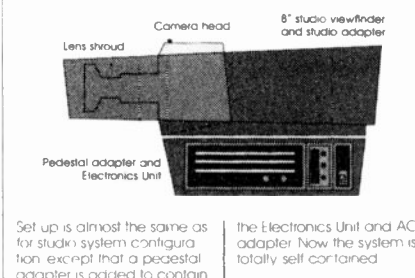 Camera head
8" studio viewfinder
and studio adapter
Lens shroud
Pedestal adapter and
Electronics Unit
Set up is almost the same as
for studio system configura
tion except that a pedestal
adapter is added to contain
the Electronics Unit and AC
adapter Now the system is
totally self contained